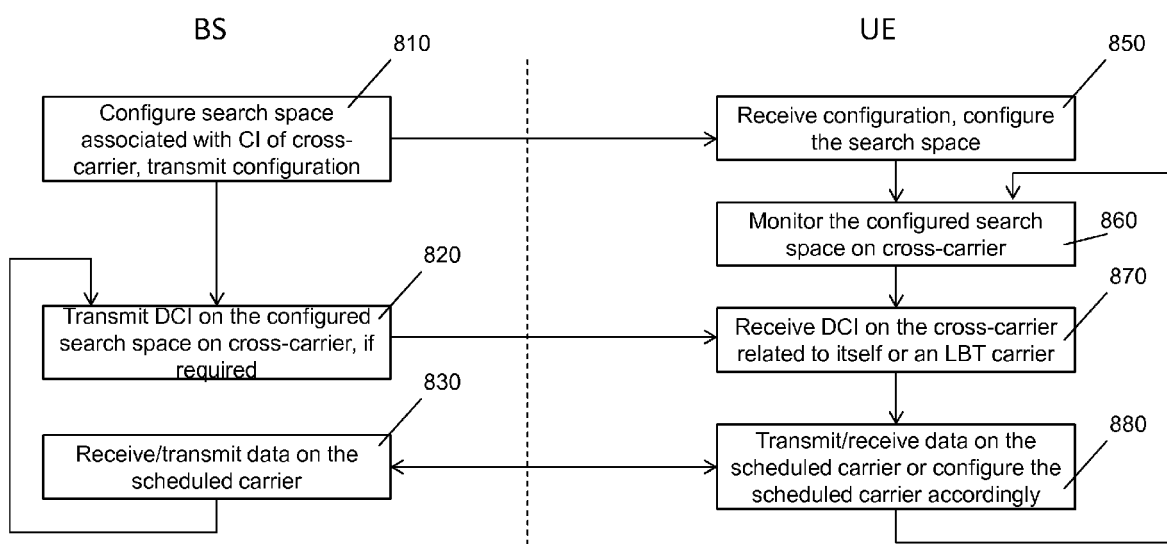 BS
UE
810
Configure search space
associated with CI of cross-
carrier, transmit configuration
850
Receive configuration, configure
the search space
Monitor the configured search
space on cross-carrier
860
820
Transmit DCI on the configured
search space on cross-carrier, if
required
870
Receive DCI on the cross-carrier
related to itself or an LBT carrier
830
Receive/transmit data on the
scheduled carrier
880
Transmit/receive data on the
scheduled carrier or configure the
scheduled carrier accordingly